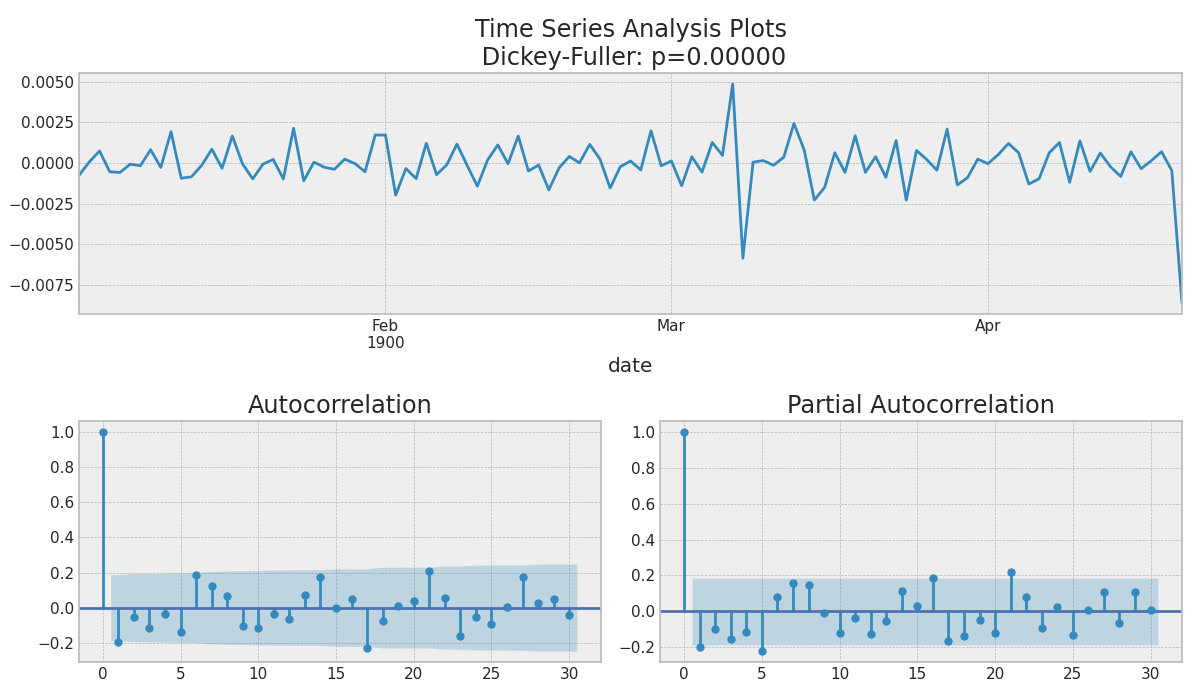 Time Series Analysis Plots
Dickey-Fuller: p=0.00000
0.0050
0.0025
0.0000
−0.0025
−0.0050
−0.0075
Feb
1900
Mar
Apr
date
Autocorrelation
1.0
0.8
0.6
0.4
0.2
0.0
−0.2
0 5 10 15 20 25 30
Partial Autocorrelation
1.0
0.8
0.6
0.4
0.2
0.0
−0.2
0 5 10 15 20 25 30